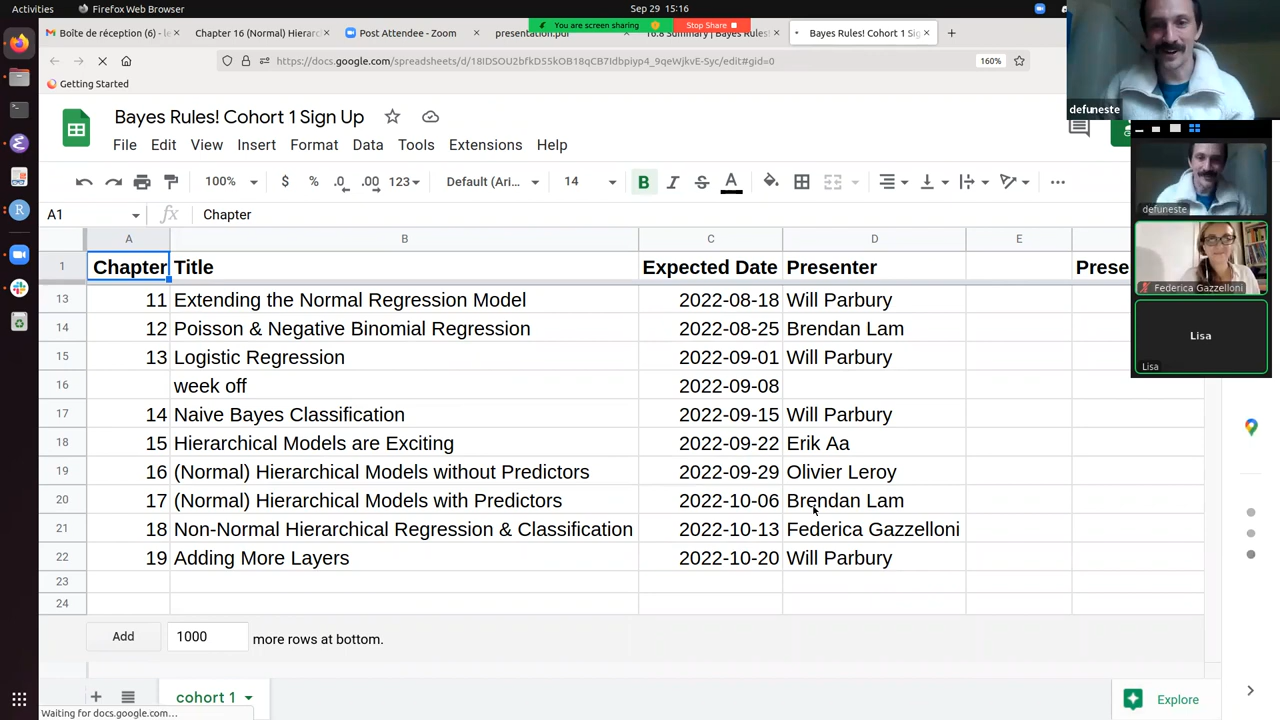 Activities
Firefox Web Browser
Sep 29 15:16
You are screen sharing
Stop Share
Boîte de réception (6) - l
Chapter 16 (Normal) Hierarc
Post Attendee - Zoom
presentation.pdf
16.8 Summary | Bayes Rules!
Bayes Rules! Cohort 1 Sig
https://docs.google.com/spreadsheets/d/18IDSOU2bfkDS5kOB18qCB7Idbpiyp4_9qeWjkvE-Syc/edit#gid=0
160%
Getting Started
defuneste
Bayes Rules! Cohort 1 Sign Up
File Edit View Insert Format Data Tools Extensions Help
100% $ % .0 .00 123 Default (Ari... 14 B I S A
A1 fx Chapter
A B C D E
1 Chapter Title Expected Date Presenter Prese
13 11 Extending the Normal Regression Model 2022-08-18 Will Parbury
14 12 Poisson & Negative Binomial Regression 2022-08-25 Brendan Lam
15 13 Logistic Regression 2022-09-01 Will Parbury
16 week off 2022-09-08
17 14 Naive Bayes Classification 2022-09-15 Will Parbury
18 15 Hierarchical Models are Exciting 2022-09-22 Erik Aa
19 16 (Normal) Hierarchical Models without Predictors 2022-09-29 Olivier Leroy
20 17 (Normal) Hierarchical Models with Predictors 2022-10-06 Brendan Lam
21 18 Non-Normal Hierarchical Regression & Classification 2022-10-13 Federica Gazzelloni
22 19 Adding More Layers 2022-10-20 Will Parbury
23
24
Add 1000 more rows at bottom.
cohort 1
Explore
Waiting for docs.google.com...
defuneste
Federica Gazzelloni
Lisa
Lisa